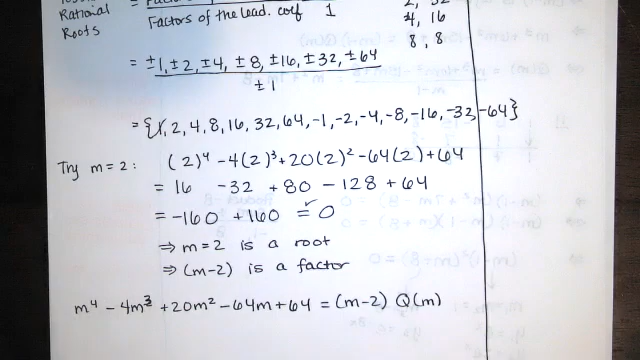 Rational
Roots
=
Factors of the lead. coef
1
4, 16
8, 8
= ±1, ±2, ±4, ±8, ±16, ±32, ±64
±1
= {1, 2, 4, 8, 16, 32, 64, -1, -2, -4, -8, -16, -32, -64}
Try m = 2: (2)⁴ - 4(2)³ + 20(2)² - 64(2) + 64
= 16 - 32 + 80 - 128 + 64
= -160 + 160 = 0 ✓
⇒ m = 2 is a root
⇒ (m-2) is a factor
m⁴ - 4m³ + 20m² - 64m + 64 = (m-2) Q(m)